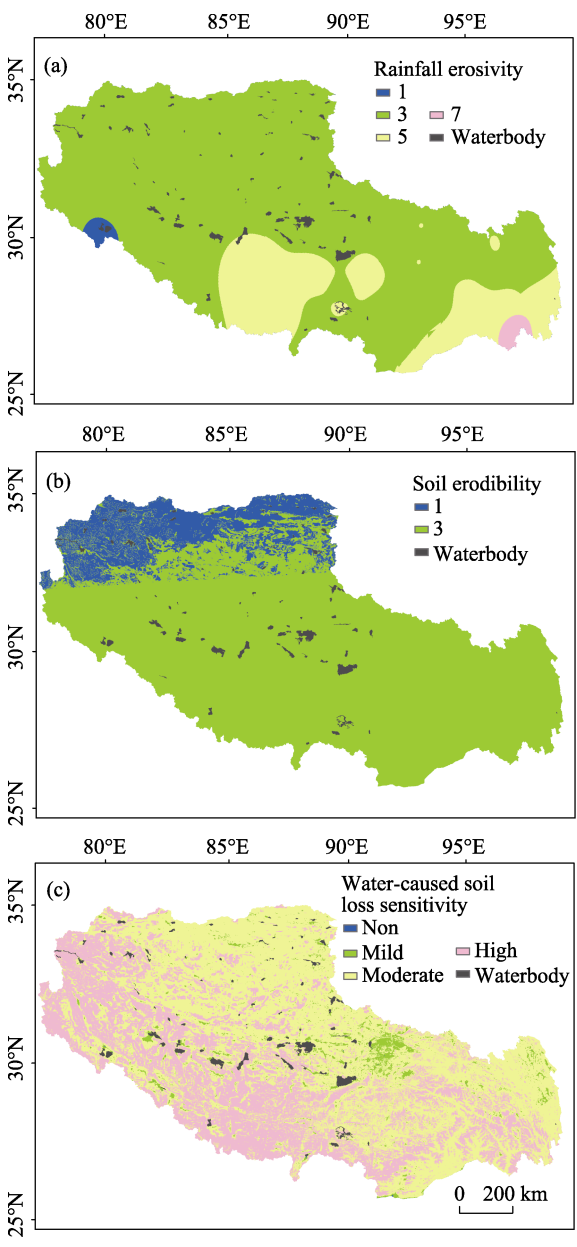 80°E 85°E 90°E 95°E
(a)
35°N
30°N
25°N
Rainfall erosivity
1
3 7
5 Waterbody
80°E 85°E 90°E 95°E
(b)
35°N
30°N
25°N
Soil erodibility
1
3
Waterbody
80°E 85°E 90°E 95°E
(c)
35°N
30°N
25°N
Water-caused soil
loss sensitivity
Non
Mild High
Moderate Waterbody
0 200 km